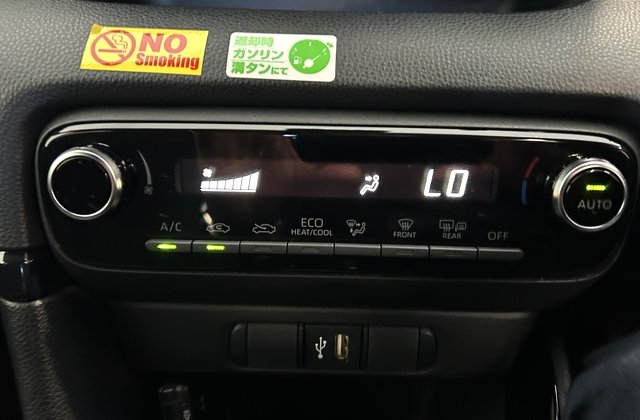 NO
Smoking
返却時
ガソリン
満タンにて
LO
AUTO
A/C
ECO
HEAT/COOL
FRONT
REAR
OFF